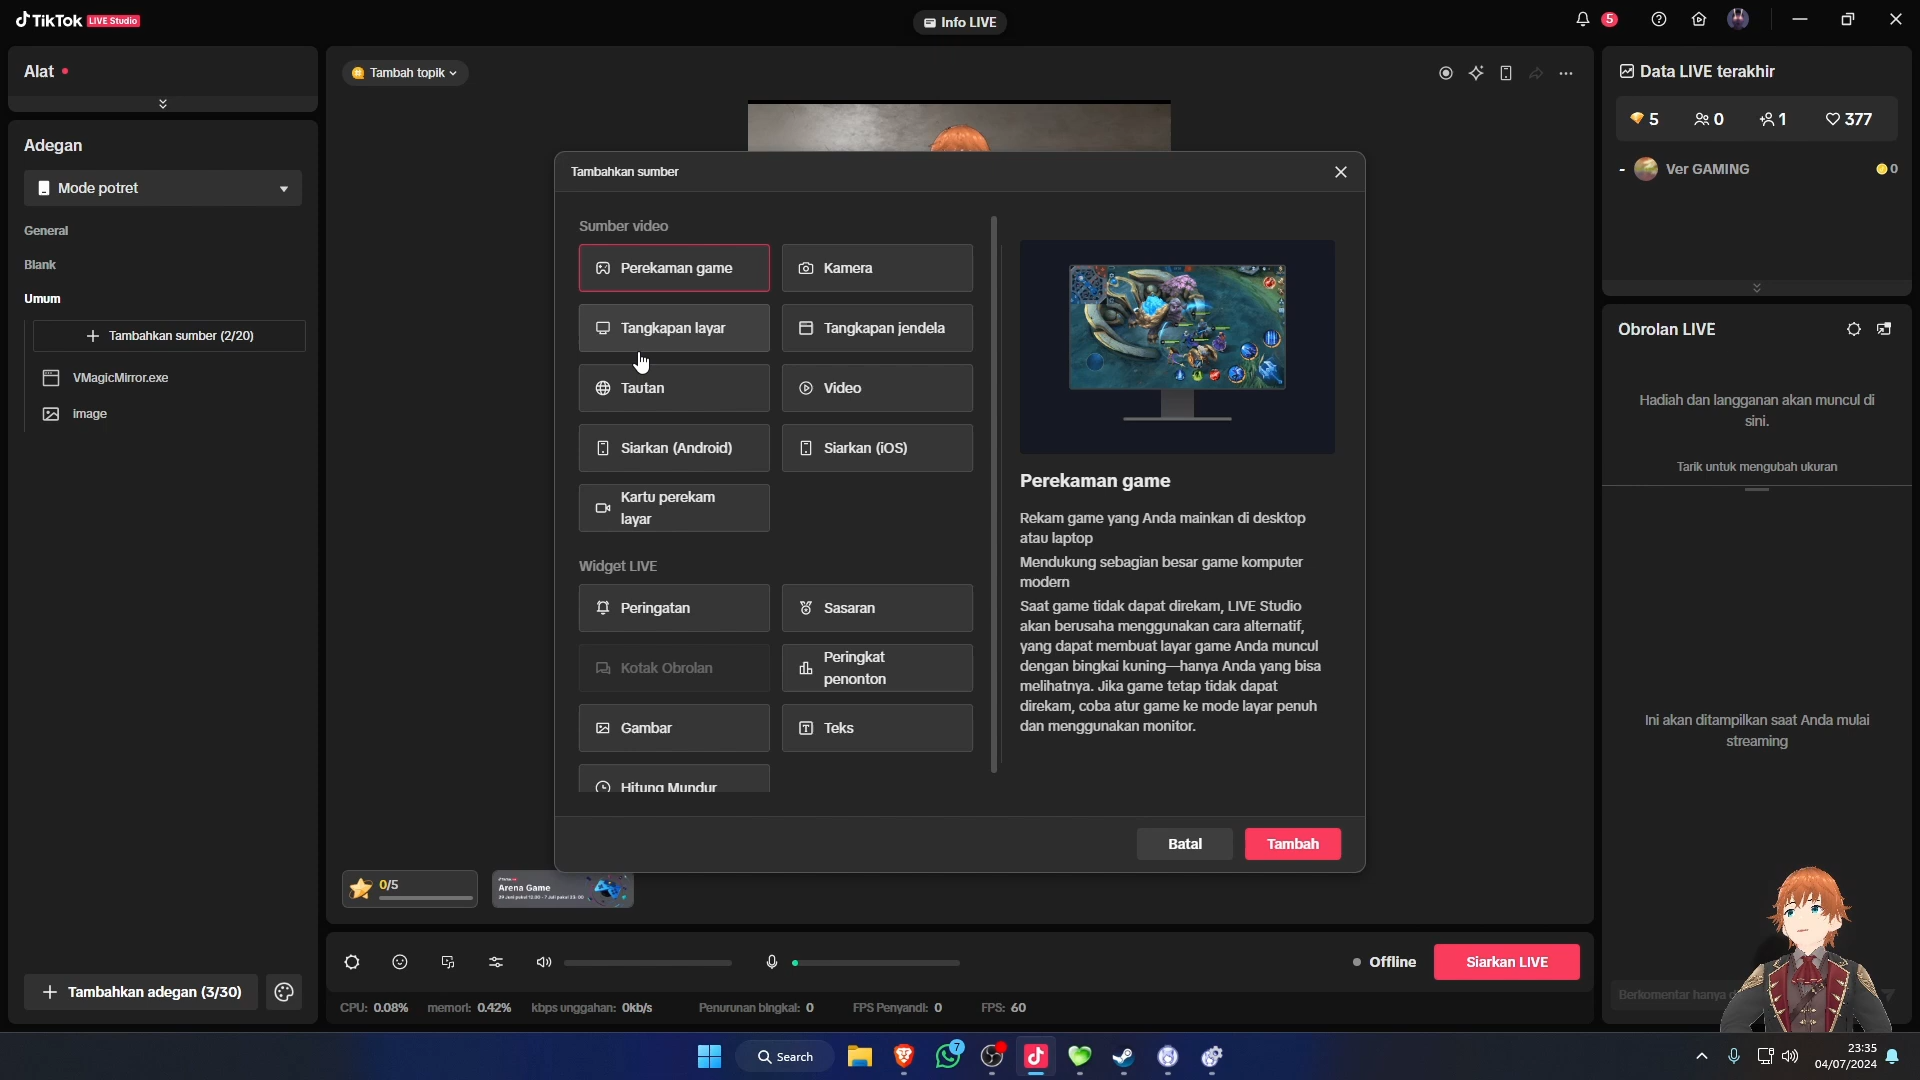 TikTok LIVE Studio
Info LIVE
5
Alat
Tambah topik
Data LIVE terakhir
5
0
1
377
- Ver GAMING
0
Adegan
Mode potret
General
Blank
Umum
Tambahkan sumber (2/20)
VMagicMirror.exe
image
Tambahkan sumber
Sumber video
Perekaman game
Kamera
Tangkapan layar
Tangkapan jendela
Tautan
Video
Siarkan (Android)
Siarkan (iOS)
Kartu perekam
layar
Widget LIVE
Peringatan
Sasaran
Kotak Obrolan
Peringkat
penonton
Gambar
Teks
Hitung Mundur
Perekaman game
Rekam game yang Anda mainkan di desktop
atau laptop
Mendukung sebagian besar game komputer
modern
Saat game tidak dapat direkam, LIVE Studio
akan berusaha menggunakan cara alternatif,
yang dapat membuat layar game Anda muncul
dengan bingkai kuning—hanya Anda yang bisa
melihatnya. Jika game tetap tidak dapat
direkam, coba atur game ke mode layar penuh
dan menggunakan monitor.
Batal
Tambah
Obrolan LIVE
Hadiah dan langganan akan muncul di
sini.
Tarik untuk mengubah ukuran
Ini akan ditampilkan saat Anda mulai
streaming
Berkomentar hanya
0/5
Arena Game
Offline
Siarkan LIVE
Tambahkan adegan (3/30)
CPU: 0.08%
memori: 0.42%
kbps unggahan: 0kb/s
Penurunan bingkai: 0
FPS Penyandi: 0
FPS: 60
Search
7
23:35
04/07/2024